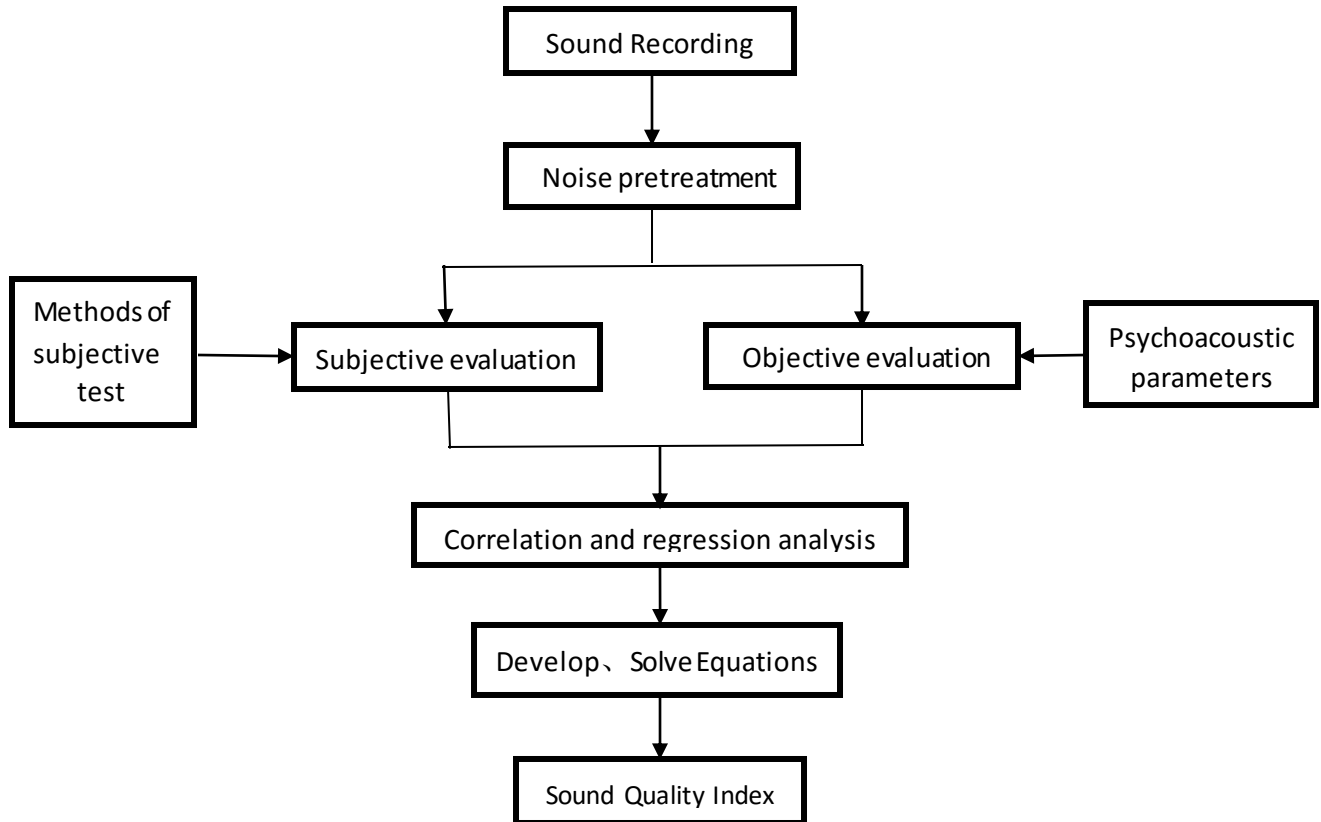 Sound Recording
Noise pretreatment
Methods of
subjective
test
Subjective evaluation
Objective evaluation
Psychoacoustic
parameters
Correlation and regression analysis
Develop、Solve Equations
Sound Quality Index